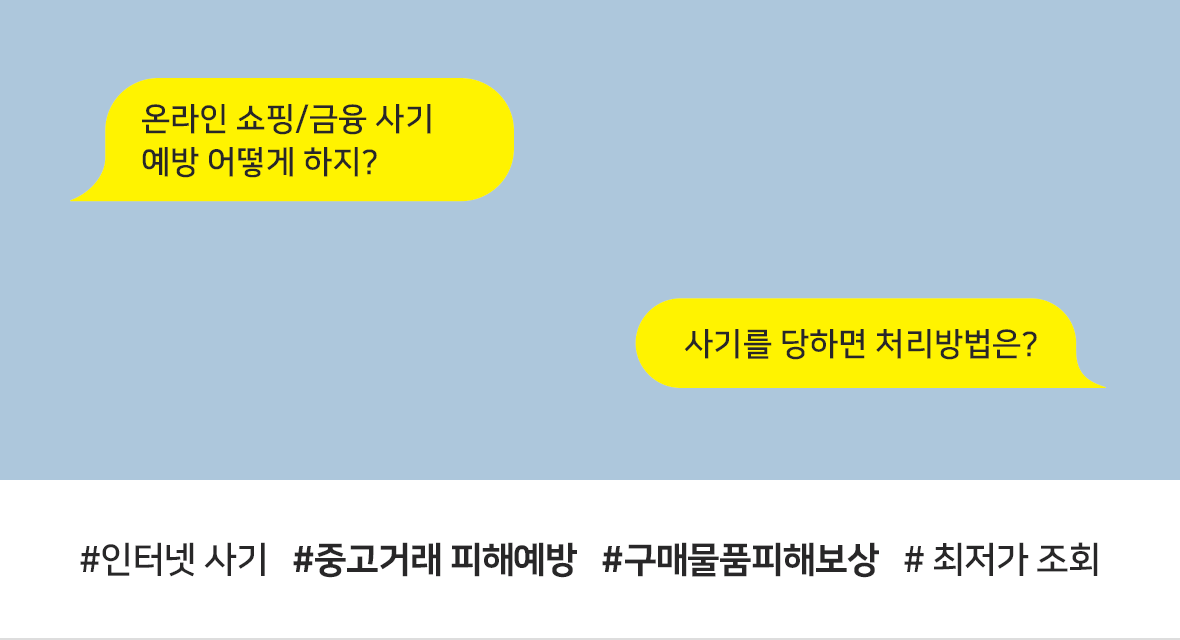 온라인 쇼핑/금융 사기
예방 어떻게 하지?
사기를 당하면 처리방법은?
#인터넷 사기 #중고거래 피해예방 #구매물품피해보상 # 최저가 조회